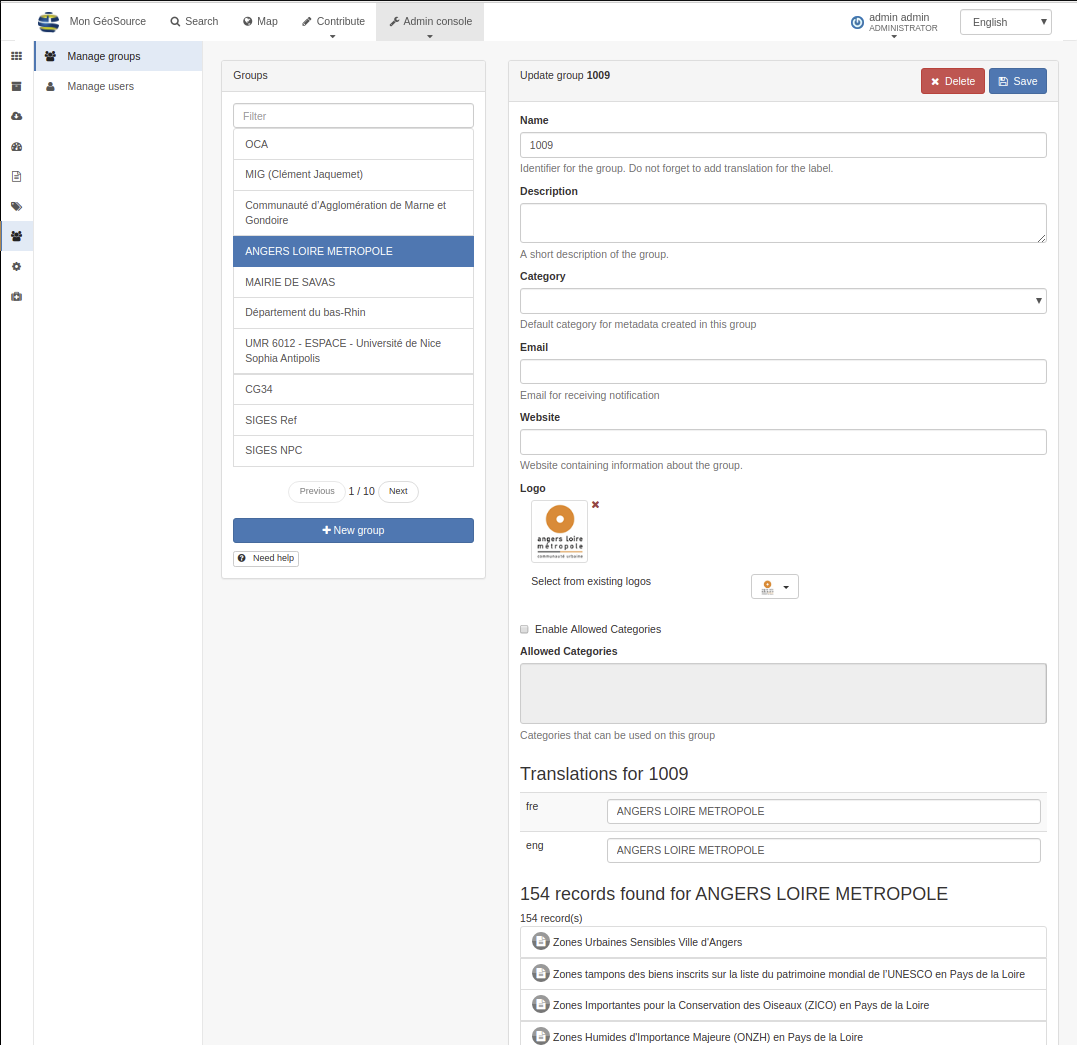 Mon GéoSource
Search
Map
Contribute
Admin console
admin admin
ADMINISTRATOR
English
Manage groups
Manage users
Groups
Filter
OCA
MIG (Clément Jaquemet)
Communauté d'Agglomération de Marne et
Gondoire
ANGERS LOIRE METROPOLE
MAIRIE DE SAVAS
Département du bas-Rhin
UMR 6012 - ESPACE - Université de Nice
Sophia Antipolis
CG34
SIGES Ref
SIGES NPC
Previous 1 / 10 Next
New group
Need help
Update group 1009
Delete
Save
Name
1009
Identifier for the group. Do not forget to add translation for the label.
Description
A short description of the group.
Category
Default category for metadata created in this group
Email
Email for receiving notification
Website
Website containing information about the group.
Logo
angers loire
métropole
communauté urbaine
Select from existing logos
Enable Allowed Categories
Allowed Categories
Categories that can be used on this group
Translations for 1009
fre
ANGERS LOIRE METROPOLE
eng
ANGERS LOIRE METROPOLE
154 records found for ANGERS LOIRE METROPOLE
154 record(s)
Zones Urbaines Sensibles Ville d'Angers
Zones tampons des biens inscrits sur la liste du patrimoine mondial de l'UNESCO en Pays de la Loire
Zones Importantes pour la Conservation des Oiseaux (ZICO) en Pays de la Loire
Zones Humides d'Importance Majeure (ONZH) en Pays de la Loire